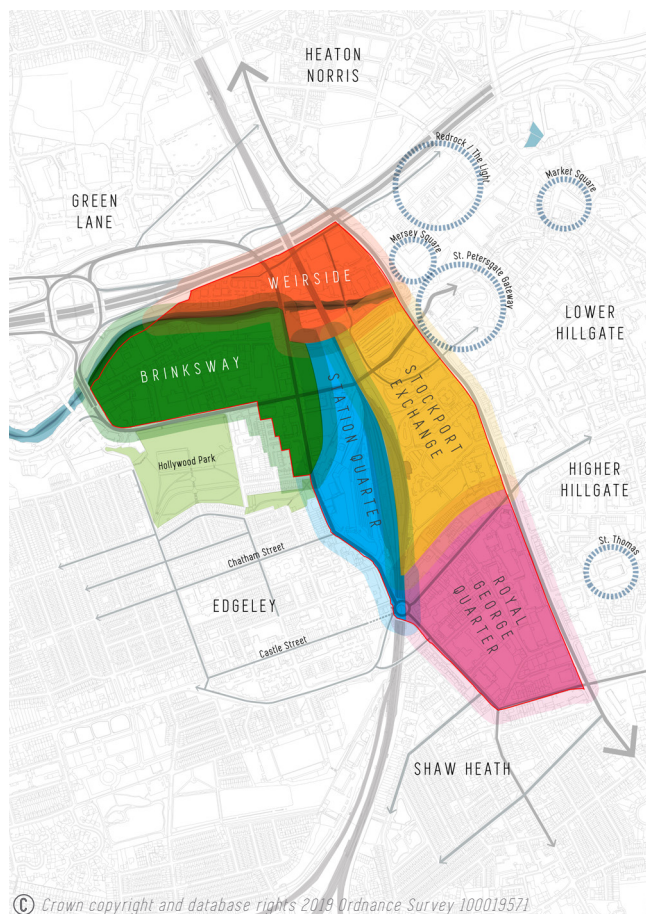 HEATON
NORRIS
Redrock / The Light
Market Square
GREEN
LANE
Mersey Square
St. Petersgate Gateway
WEIRSIDE
LOWER
HILLGATE
BRINKSWAY
STATION QUARTER
STOCKPORT
EXCHANGE
Hollywood Park
HIGHER
HILLGATE
St. Thomas
Chatham Street
EDGELEY
ROYAL
GEORGE
QUARTER
Castle Street
SHAW HEATH
© Crown copyright and database rights 2019 Ordnance Survey 100019571